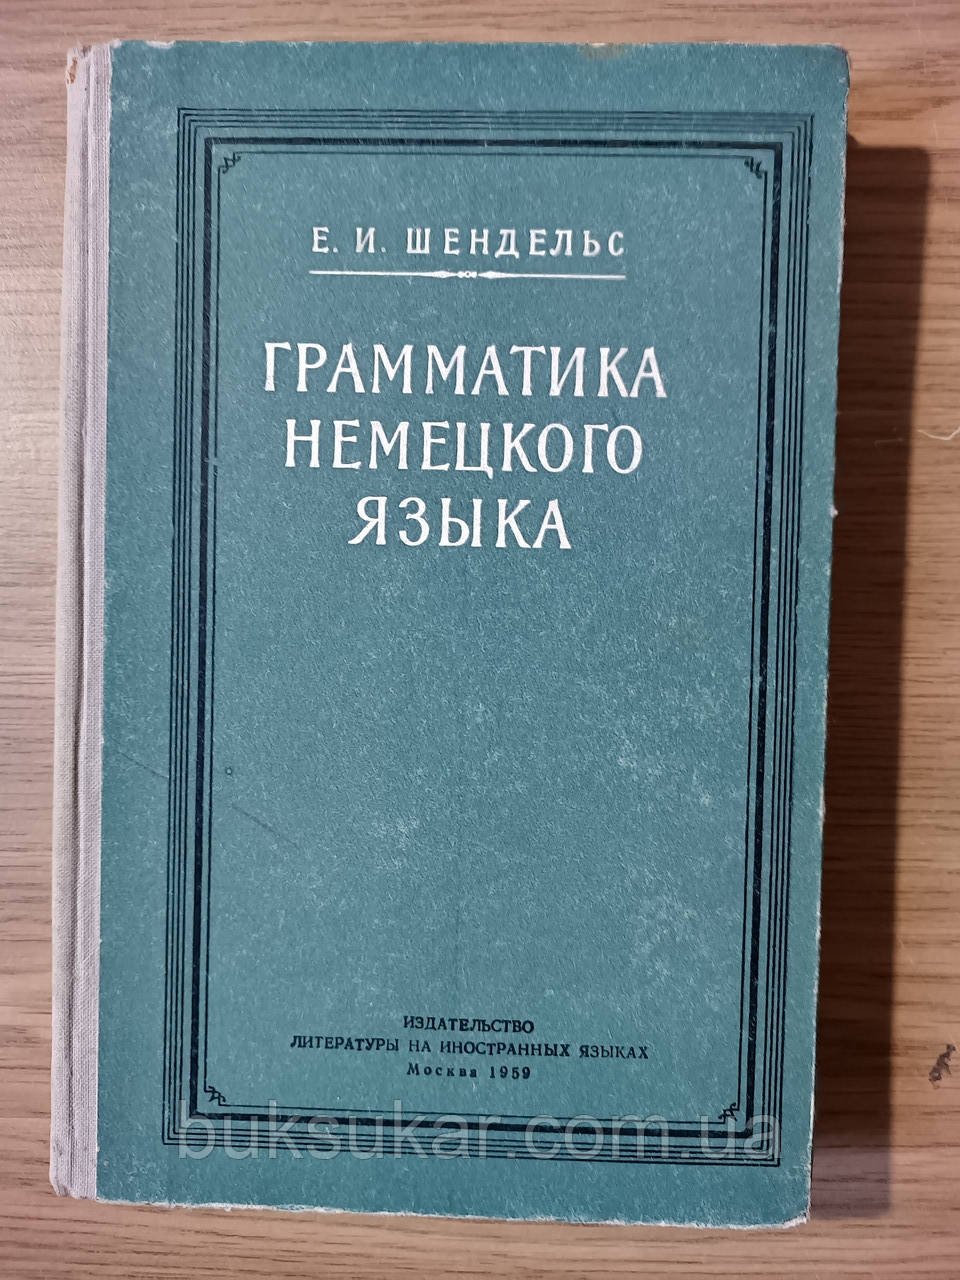 Е. И. ШЕНДЕЛЬС
ГРАММАТИКА
НЕМЕЦКОГО
ЯЗЫКА
ИЗДАТЕЛЬСТВО
ЛИТЕРАТУРЫ НА ИНОСТРАННЫХ ЯЗЫКАХ
Москва 1959
buksukar.com.ua